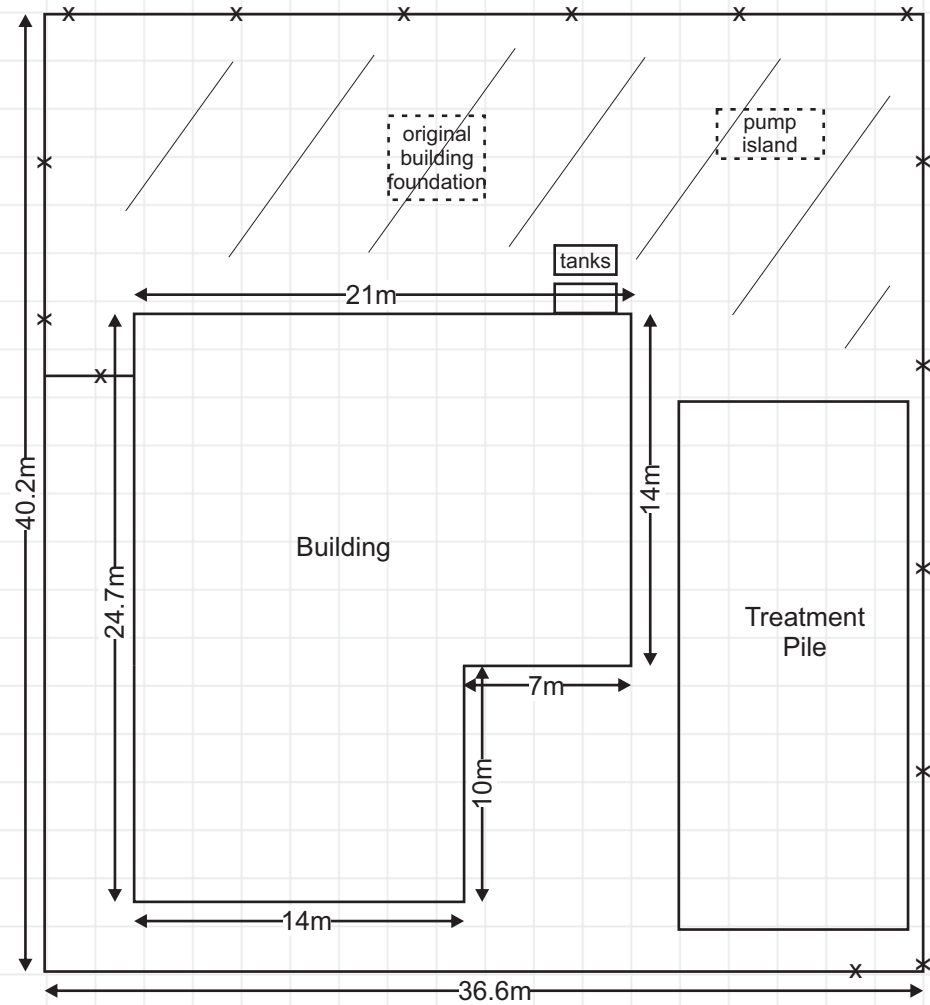 original
building
foundation
pump
island
tanks
21m
40.2m
24.7m
14m
Building
Treatment
Pile
7m
10m
14m
36.6m